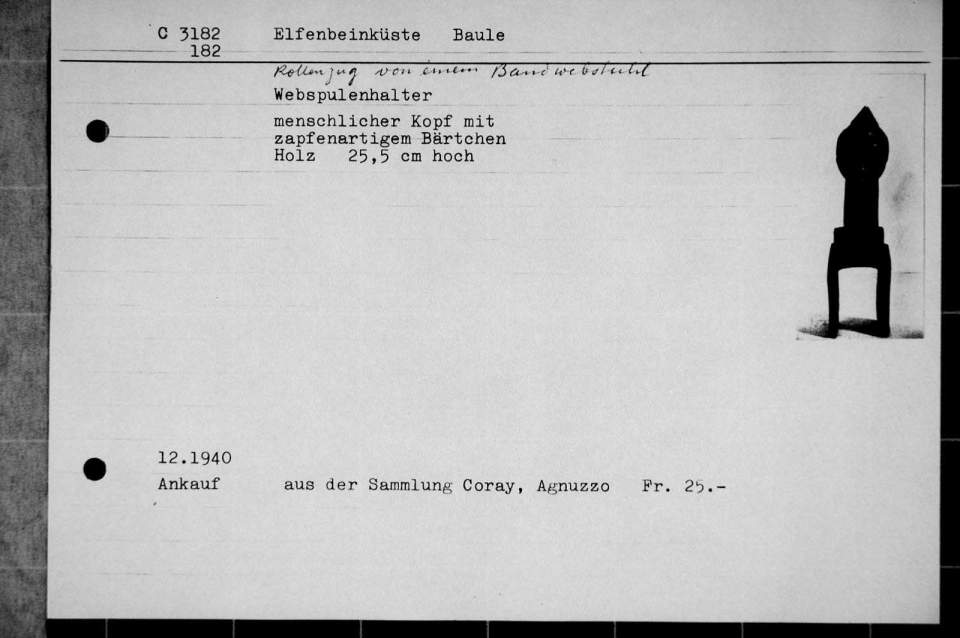 C 3182 Elfenbeinküste Baule
182
Rollenzug von einem Bandwebstuhl
Webspulenhalter
menschlicher Kopf mit
zapfenartigem Bärtchen
Holz 25,5 cm hoch
12.1940
Ankauf aus der Sammlung Coray, Agnuzzo Fr. 25.-